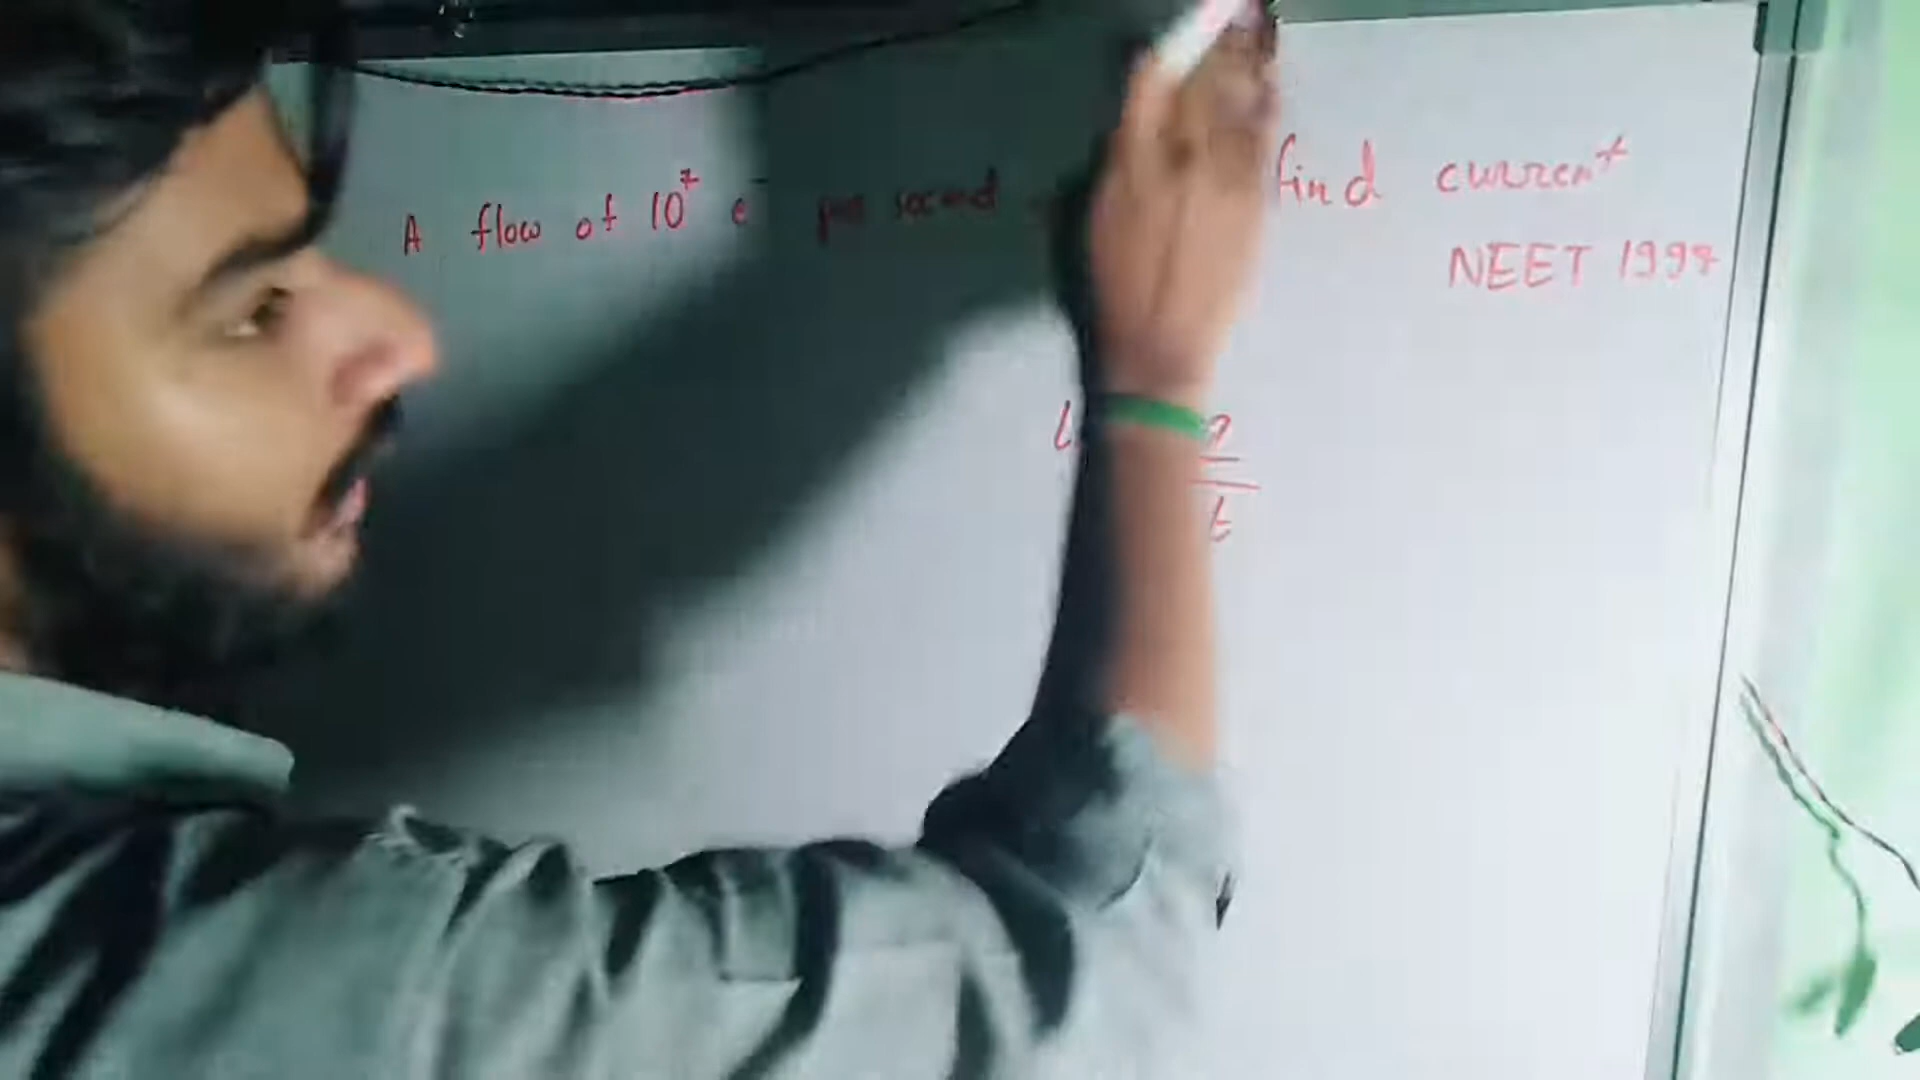 A flow of 10⁷ e⁻ per second find current
NEET 1997
i
q
t